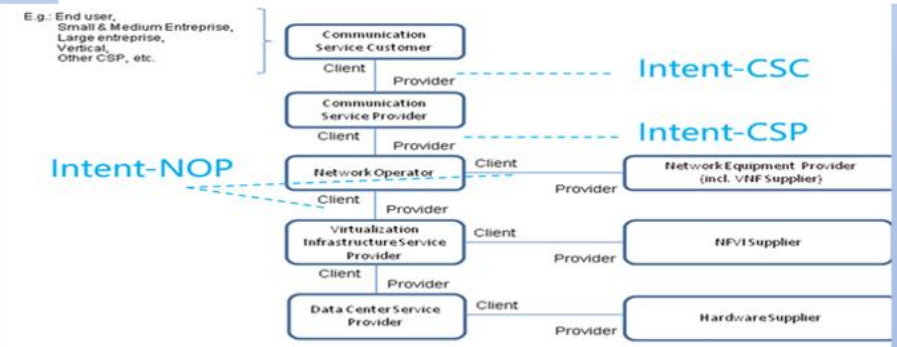 E.g.: End user,
Small & Medium Entreprise,
Large entreprise,
Vertical,
Other CSP, etc.
Communication
Service Customer
Client
Provider
Intent-CSC
Communication
Service Provider
Client
Provider
Intent-CSP
Intent-NOP
Network Operator
Client
Provider
Network Equipment Provider
(incl. VNF Supplier)
Client
Provider
Virtualization
Infrastructure Service
Provider
Client
Provider
NFVI Supplier
Client
Provider
Data Center Service
Provider
Client
Provider
Hardware Supplier